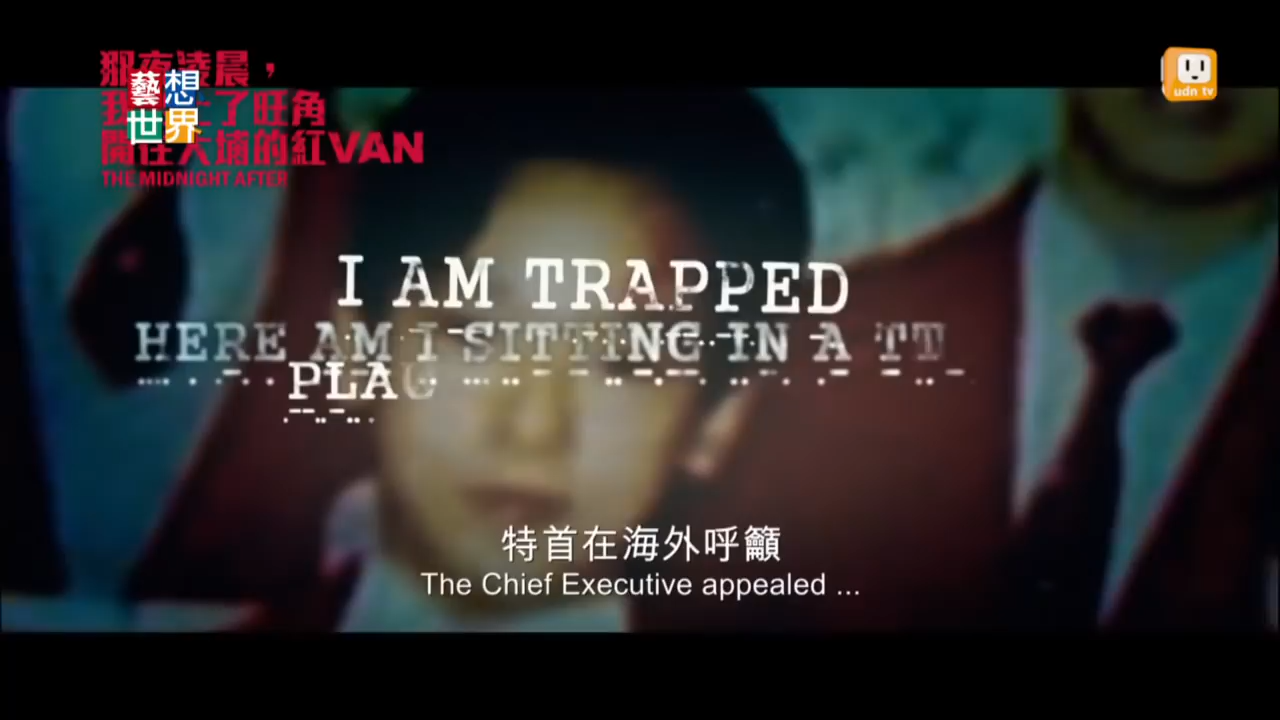 那夜凌晨，
了旺角
藝想
世界
的紅VAN
THE MIDNIGHT AFTER
udn tv
I AM TRAPPED
HERE AM I SITTING IN A
PLA
特首在海外呼籲
The Chief Executive appealed ...